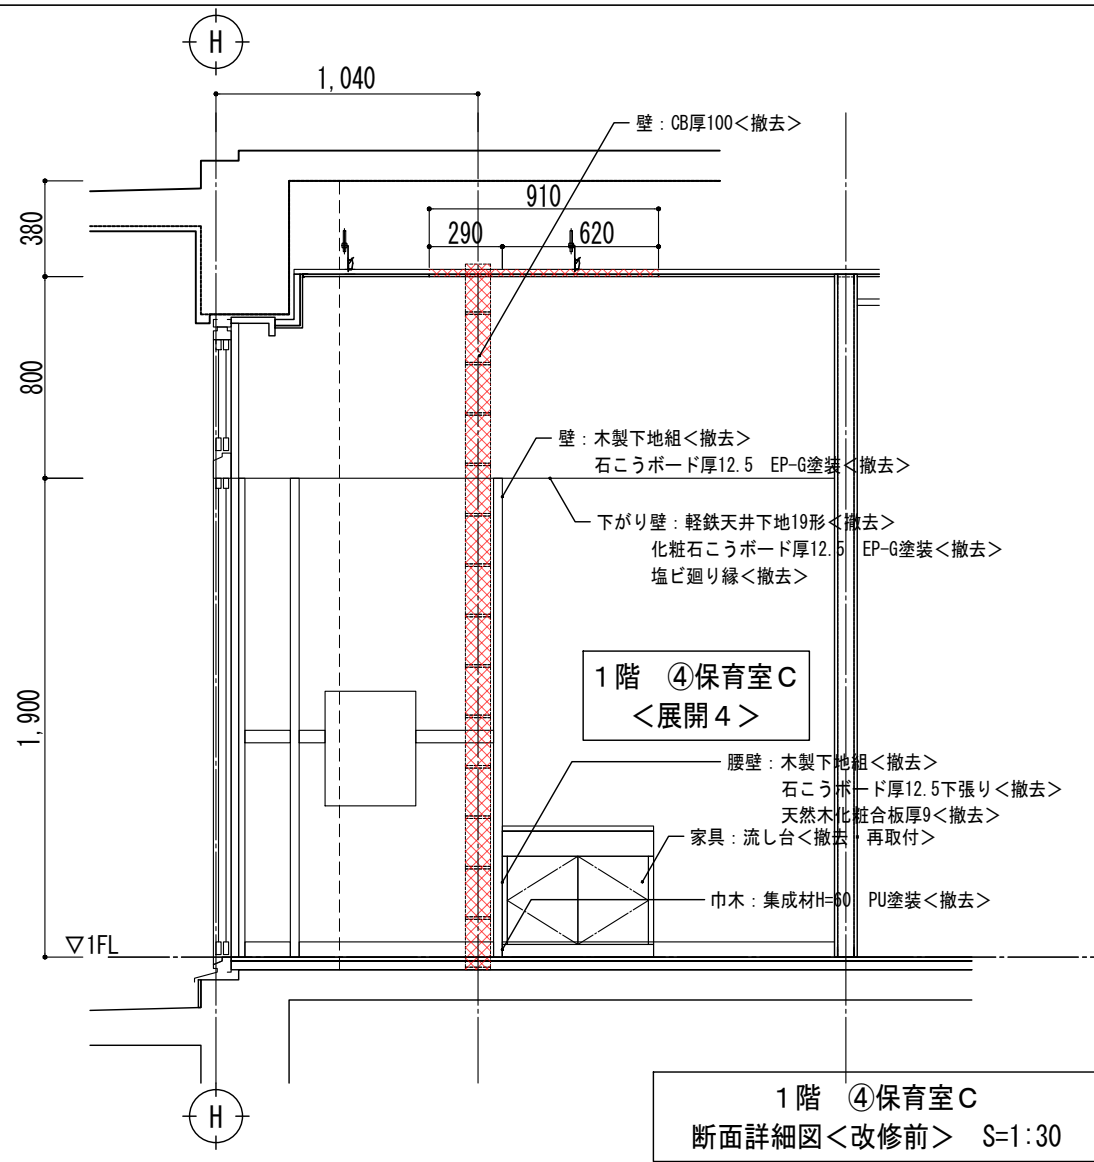 H
1,040
壁：CB厚100＜撤去＞
910
290
620
380
800
1,900
壁：木製下地組＜撤去＞
石こうボード厚12.5　EP-G塗装＜撤去＞
下がり壁：軽鉄天井下地19形＜撤去＞
化粧石こうボード厚12.5　EP-G塗装＜撤去＞
塩ビ廻り縁＜撤去＞
１階　④保育室Ｃ
＜展開４＞
腰壁：木製下地組＜撤去＞
石こうボード厚12.5下張り＜撤去＞
天然木化粧合板厚9＜撤去＞
家具：流し台＜撤去・再取付＞
巾木：集成材H=60　PU塗装＜撤去＞
▽1FL
H
１階　④保育室Ｃ
断面詳細図＜改修前＞　S=1:30